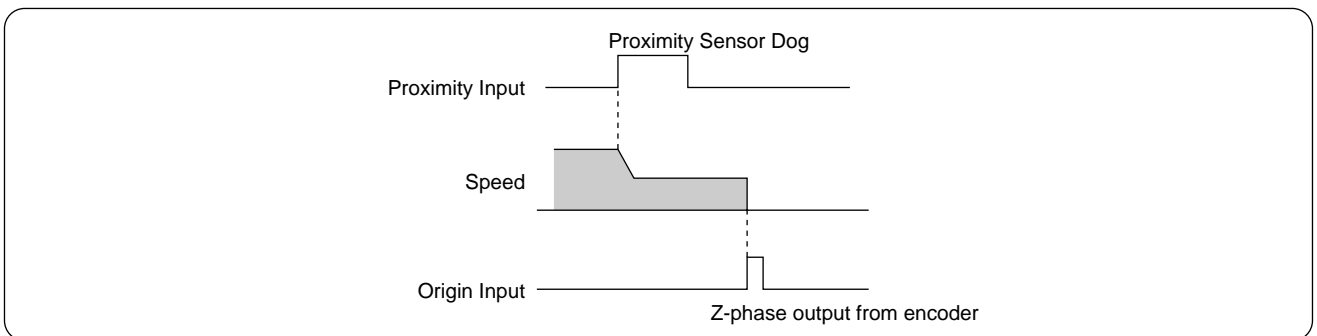 Proximity Sensor Dog
Proximity Input
Speed
Origin Input
Z-phase output from encoder